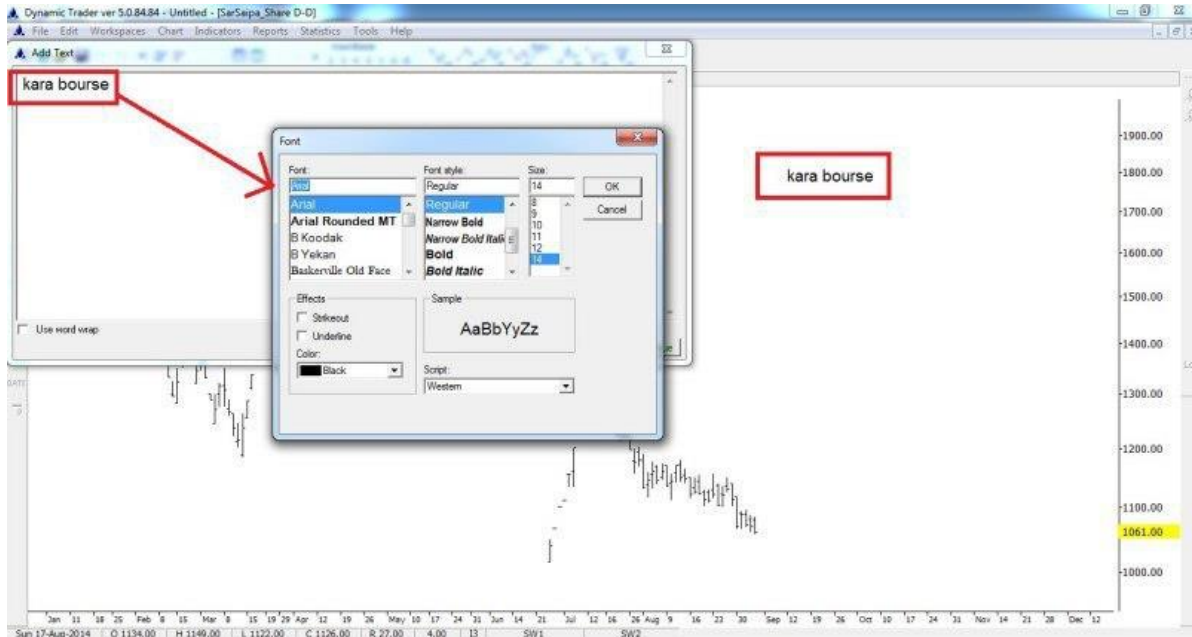 Dynamic Trader ver 5.0.84.84 - Untitled - [SarSaipa_Share D-D]
File Edit Workspaces Chart Indicators Reports Statistics Tools Help
Add Text
kara bourse
Font
Font: Font style: Size:
Arial Regular 14 OK
Arial Regular 8
Cancel
Arial Rounded MT Narrow Bold 9
B Koodak Narrow Bold Itali 10
B Yekan Bold 11
Baskerville Old Face Bold Italic 12
14
Effects Sample
Strikeout
Underline
AaBbYyZz
Color:
Black
Script:
Western
Use word wrap
kara bourse
1900.00
1800.00
1700.00
1600.00
1500.00
1400.00
1300.00
1200.00
1100.00
1061.00
1000.00
Jan 11 18 25 Feb 8 15 Mar 8 15 19 29 Apr 12 19 26 May 10 17 24 31 Jun 14 21 Jul 12 16 26 Aug 9 16 23 30 Sep 12 19 26 Oct 10 17 24 31 Nov 14 21 28 Dec 12
Sun 17-Aug-2014 O 1134.00 H 1149.00 L 1122.00 C 1126.00 R 27.00 4.00 13 SW1 SW2